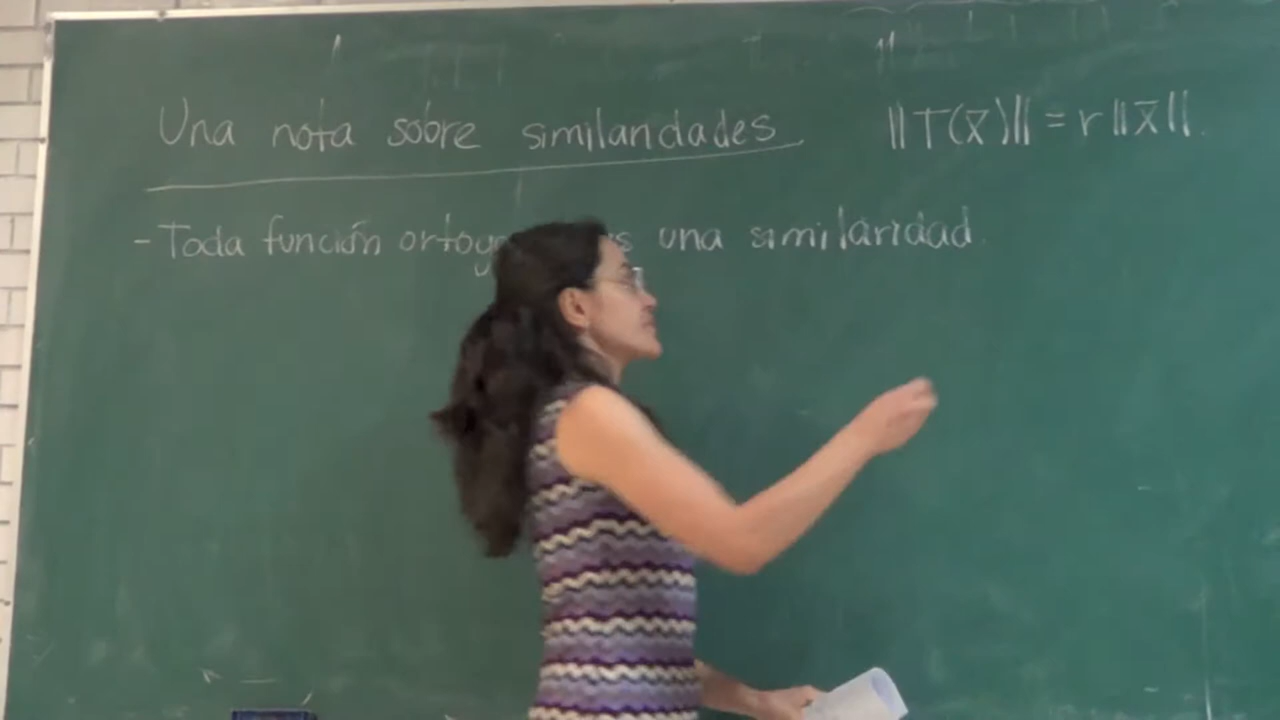 Una nota sobre similaridades ||T(x̄)|| = r ||x̄||.
- Toda función ortog s una similaridad.